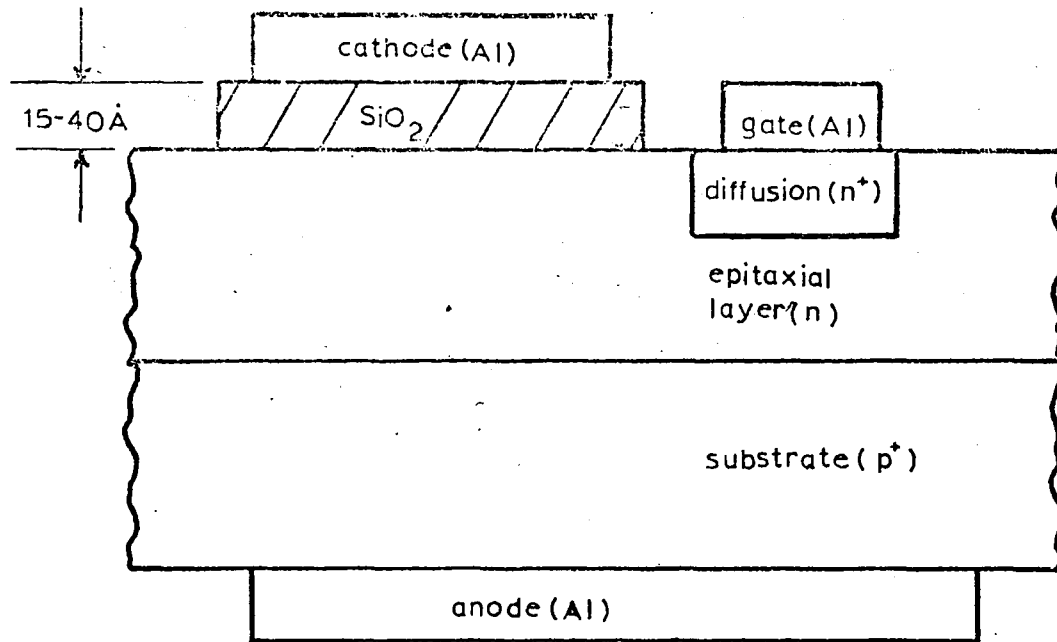 cathode(Al)
15-40Å
SiO₂
gate(Al)
diffusion(n⁺)
epitaxial
layer(n)
substrate(p⁺)
anode(Al)